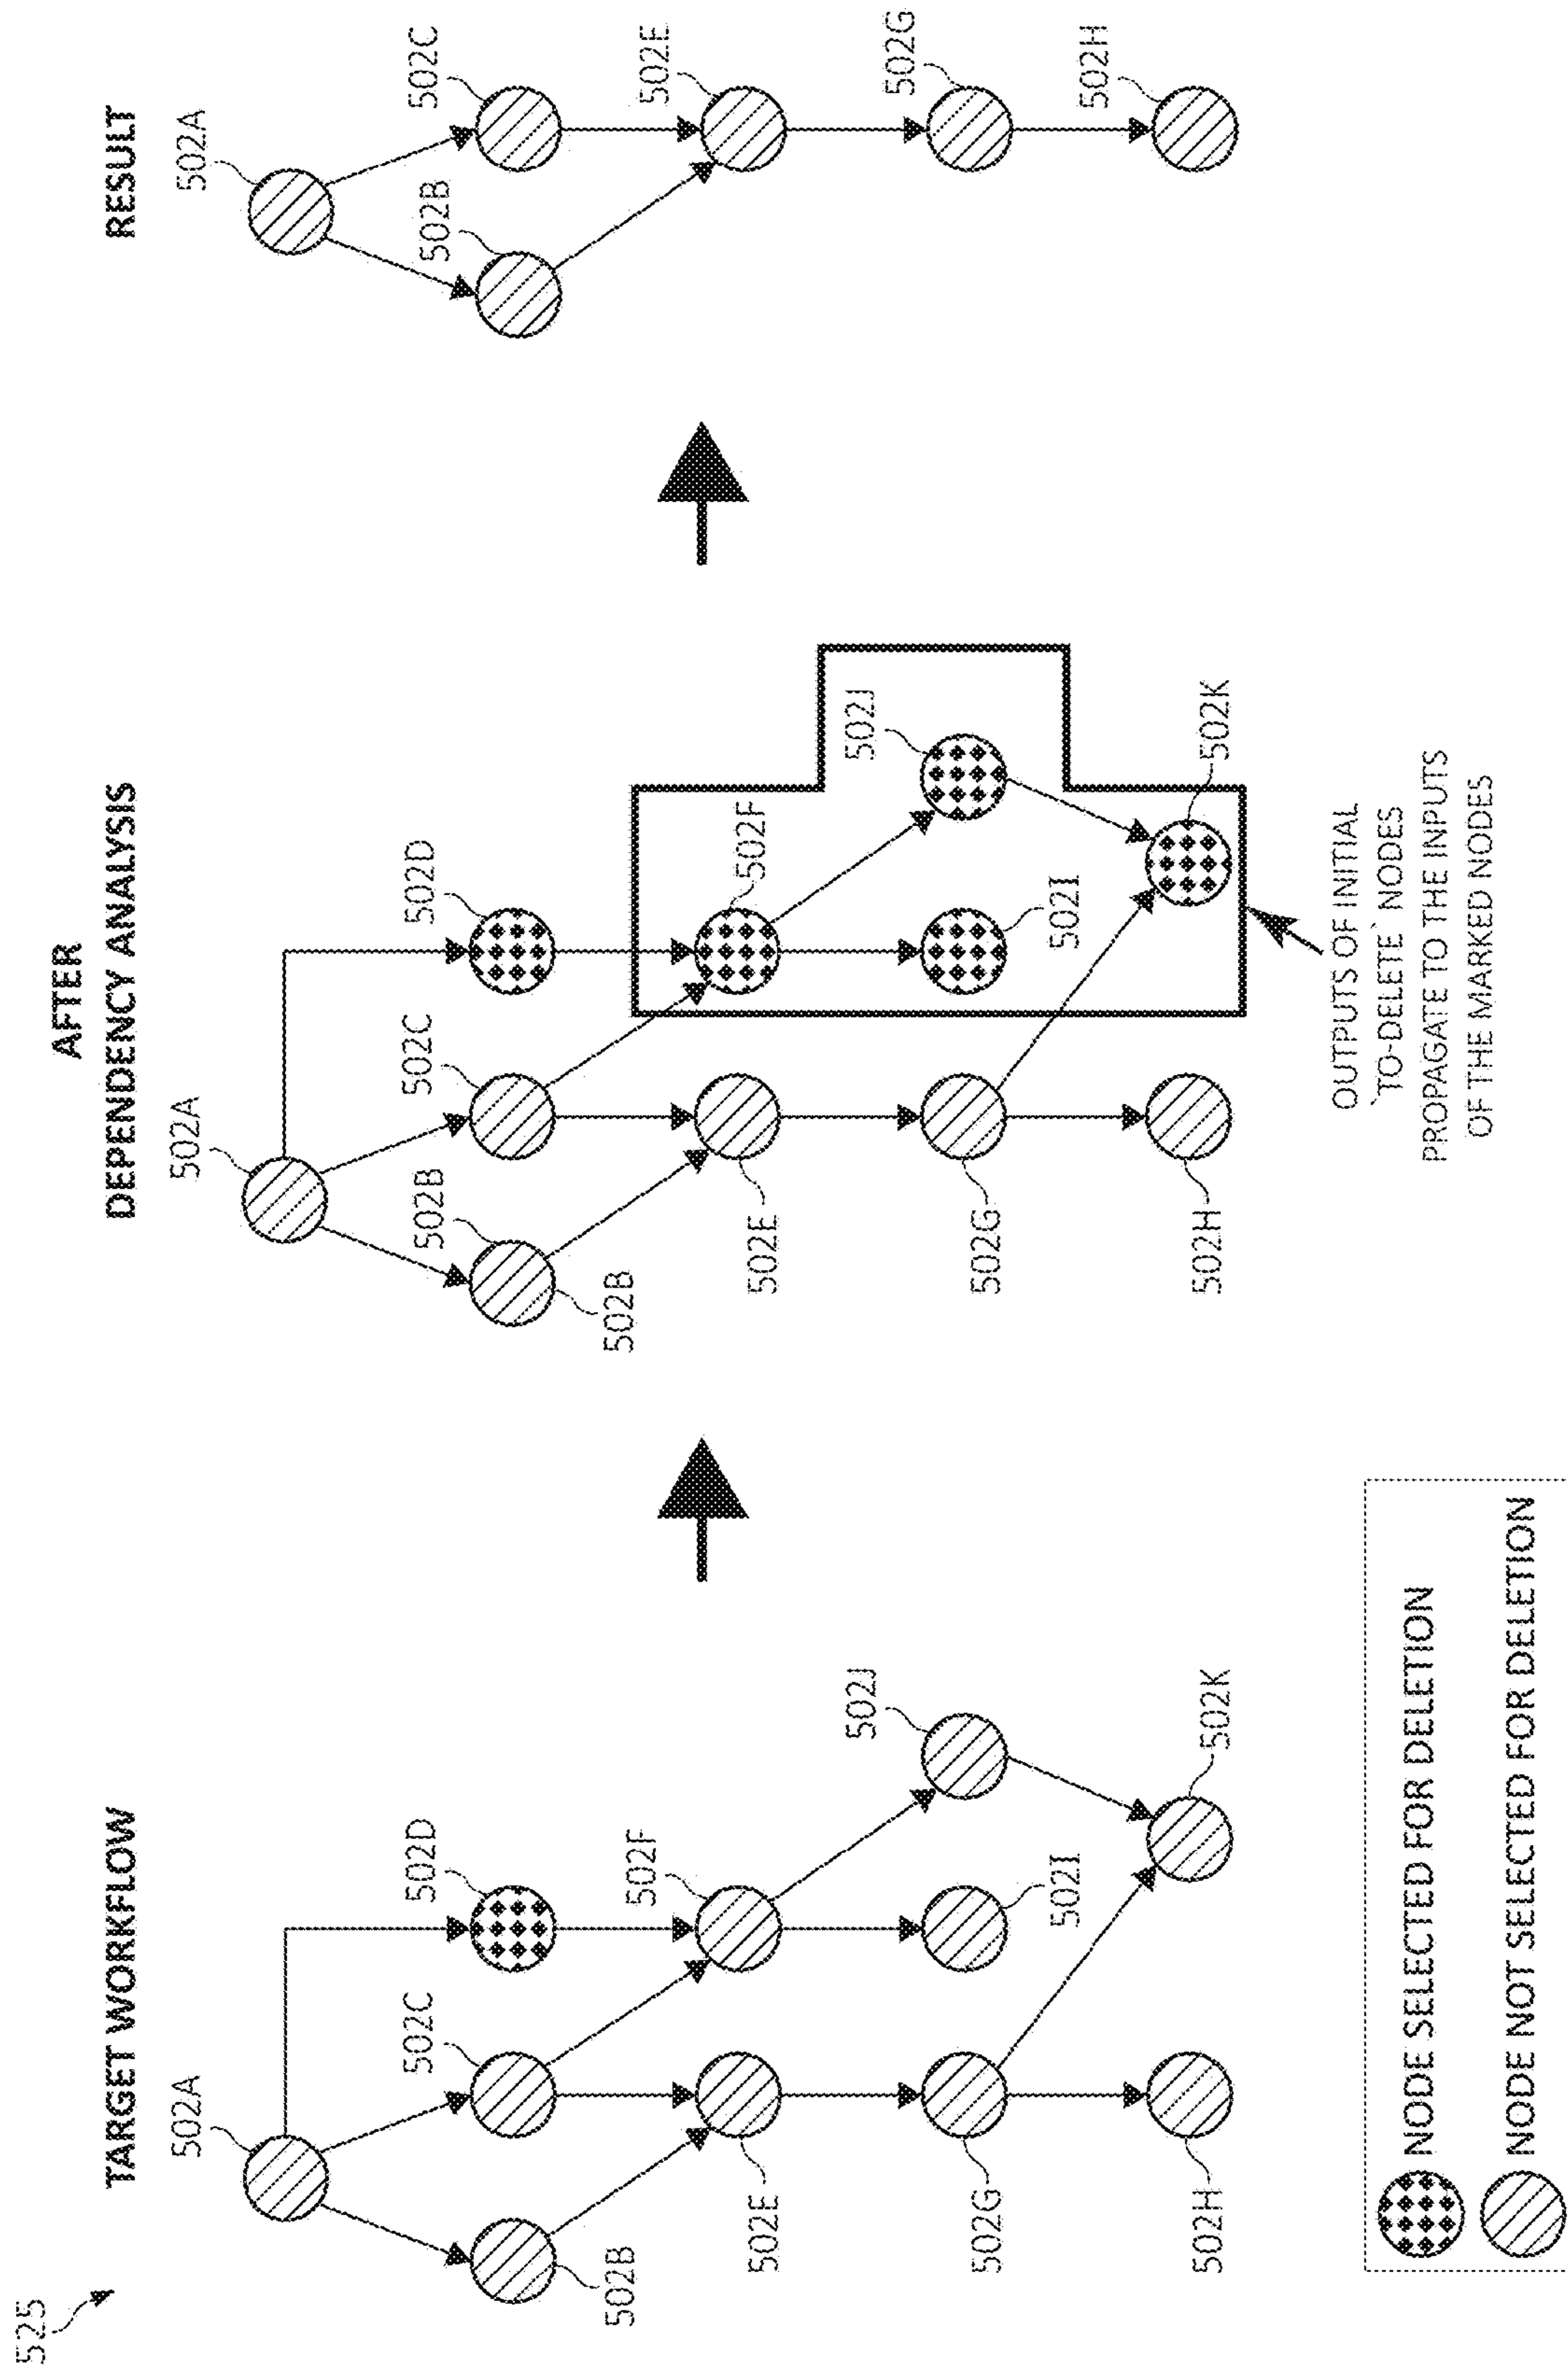 525
TARGET WORKFLOW
502A
502B
502C
502D
502E
502F
502G
502H
502I
502J
502K
AFTER
DEPENDENCY ANALYSIS
502A
502B
502B
502C
502D
502E
502F
502G
502H
502I
502J
502K
OUTPUTS OF INITIAL
`TO-DELETE` NODES
PROPAGATE TO THE INPUTS
OF THE MARKED NODES
RESULT
502A
502B
502C
502E
502G
502H
NODE SELECTED FOR DELETION
NODE NOT SELECTED FOR DELETION